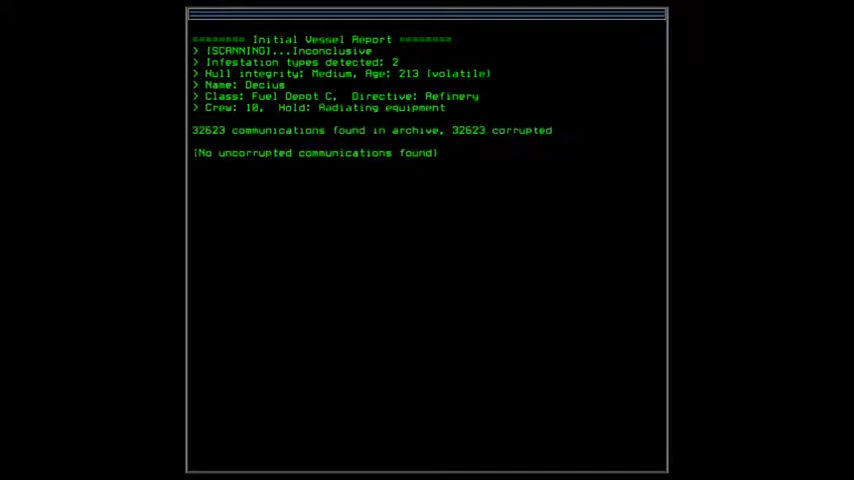 ======== Initial Vessel Report ========
> [SCANNING]...Inconclusive
> Infestation types detected: 2
> Hull integrity: Medium, Age: 213 (volatile)
> Name: Decius
> Class: Fuel Depot C, Directive: Refinery
> Crew: 10, Hold: Radiating equipment
32623 communications found in archive, 32623 corrupted
(No uncorrupted communications found)